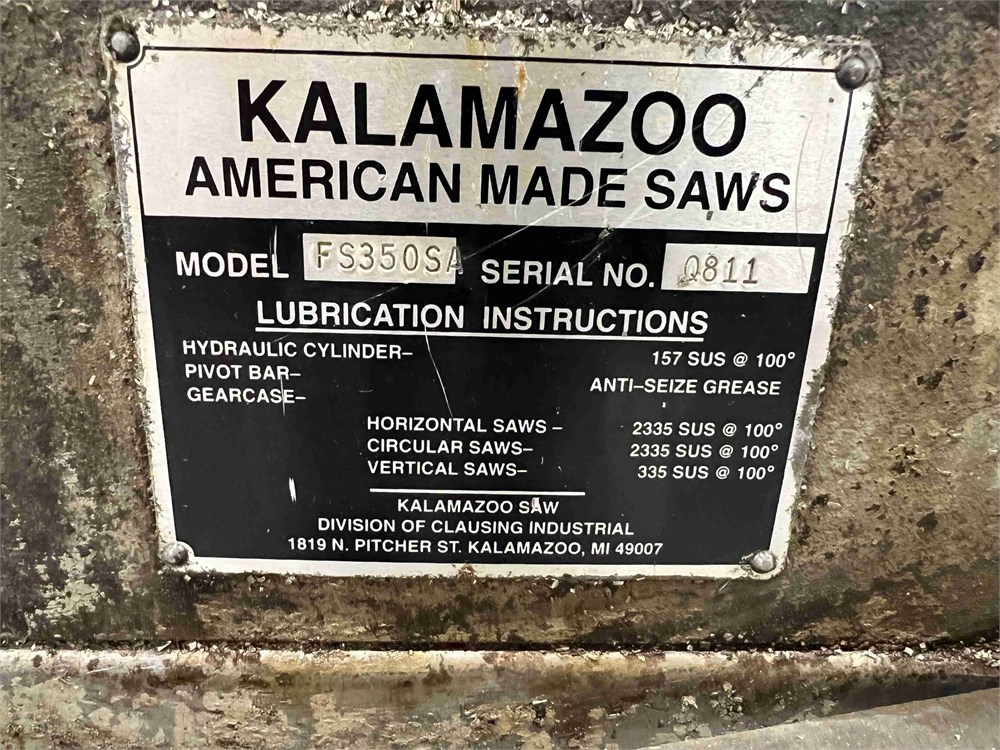 KALAMAZOO
AMERICAN MADE SAWS
MODEL FS350SA SERIAL NO. Q811
LUBRICATION INSTRUCTIONS
HYDRAULIC CYLINDER– 157 SUS @ 100°
PIVOT BAR– ANTI–SEIZE GREASE
GEARCASE–
HORIZONTAL SAWS – 2335 SUS @ 100°
CIRCULAR SAWS– 2335 SUS @ 100°
VERTICAL SAWS– 335 SUS @ 100°
KALAMAZOO SAW
DIVISION OF CLAUSING INDUSTRIAL
1819 N. PITCHER ST. KALAMAZOO, MI 49007